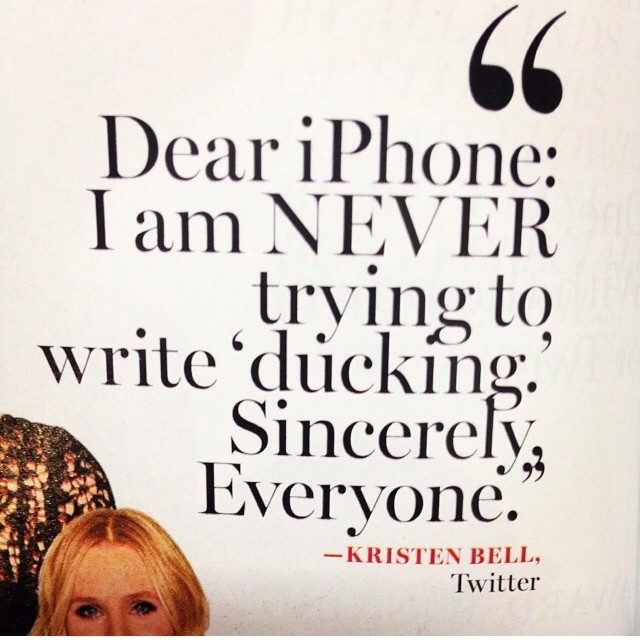 “
Dear iPhone:
I am NEVER
trying to
write ‘ducking.’
Sincerely,
Everyone.”
—KRISTEN BELL,
Twitter